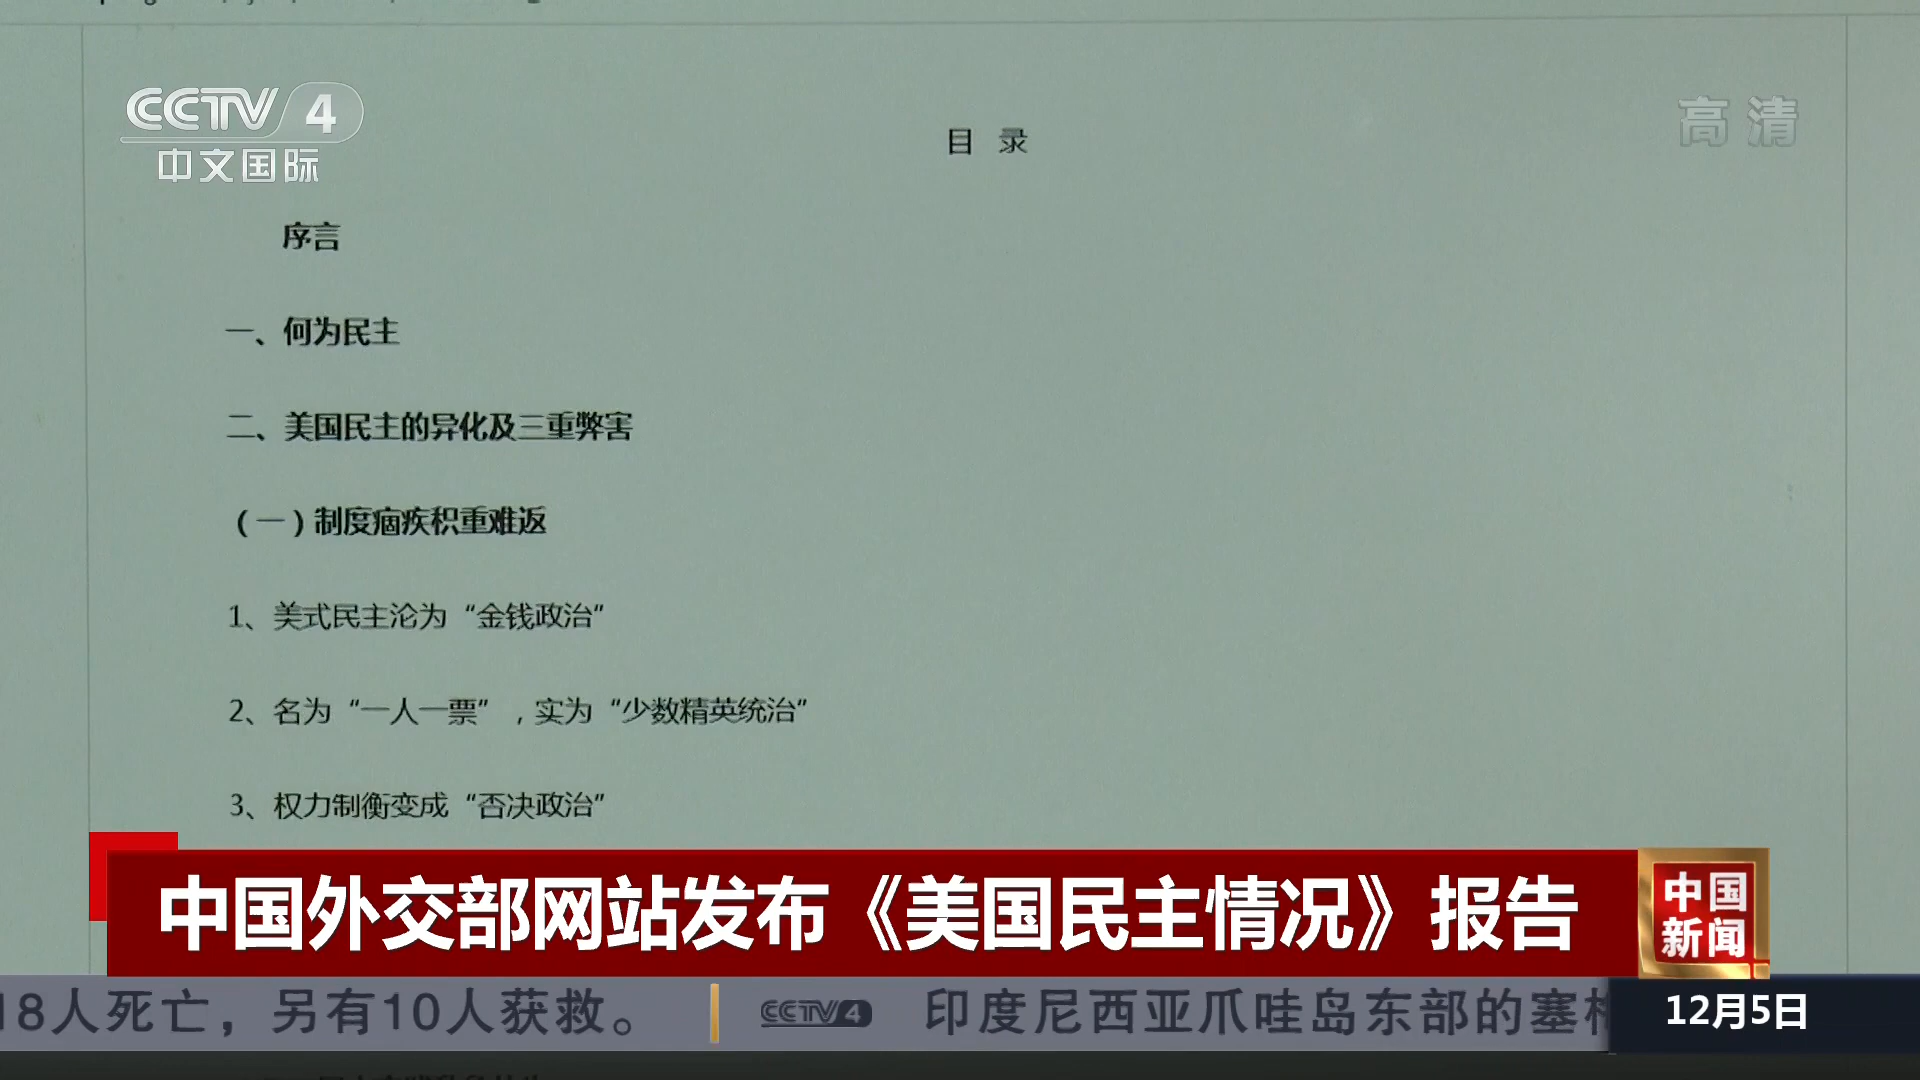 CCTV 4
中文国际
高清
目 录
序言
一、何为民主
二、美国民主的异化及三重弊害
（一）制度痼疾积重难返
1、美式民主沦为“金钱政治”
2、名为“一人一票”，实为“少数精英统治”
3、权力制衡变成“否决政治”
中国外交部网站发布《美国民主情况》报告
中国
新闻
18人死亡，另有10人获救。 CCTV 4 印度尼西亚爪哇岛东部的塞
12月5日